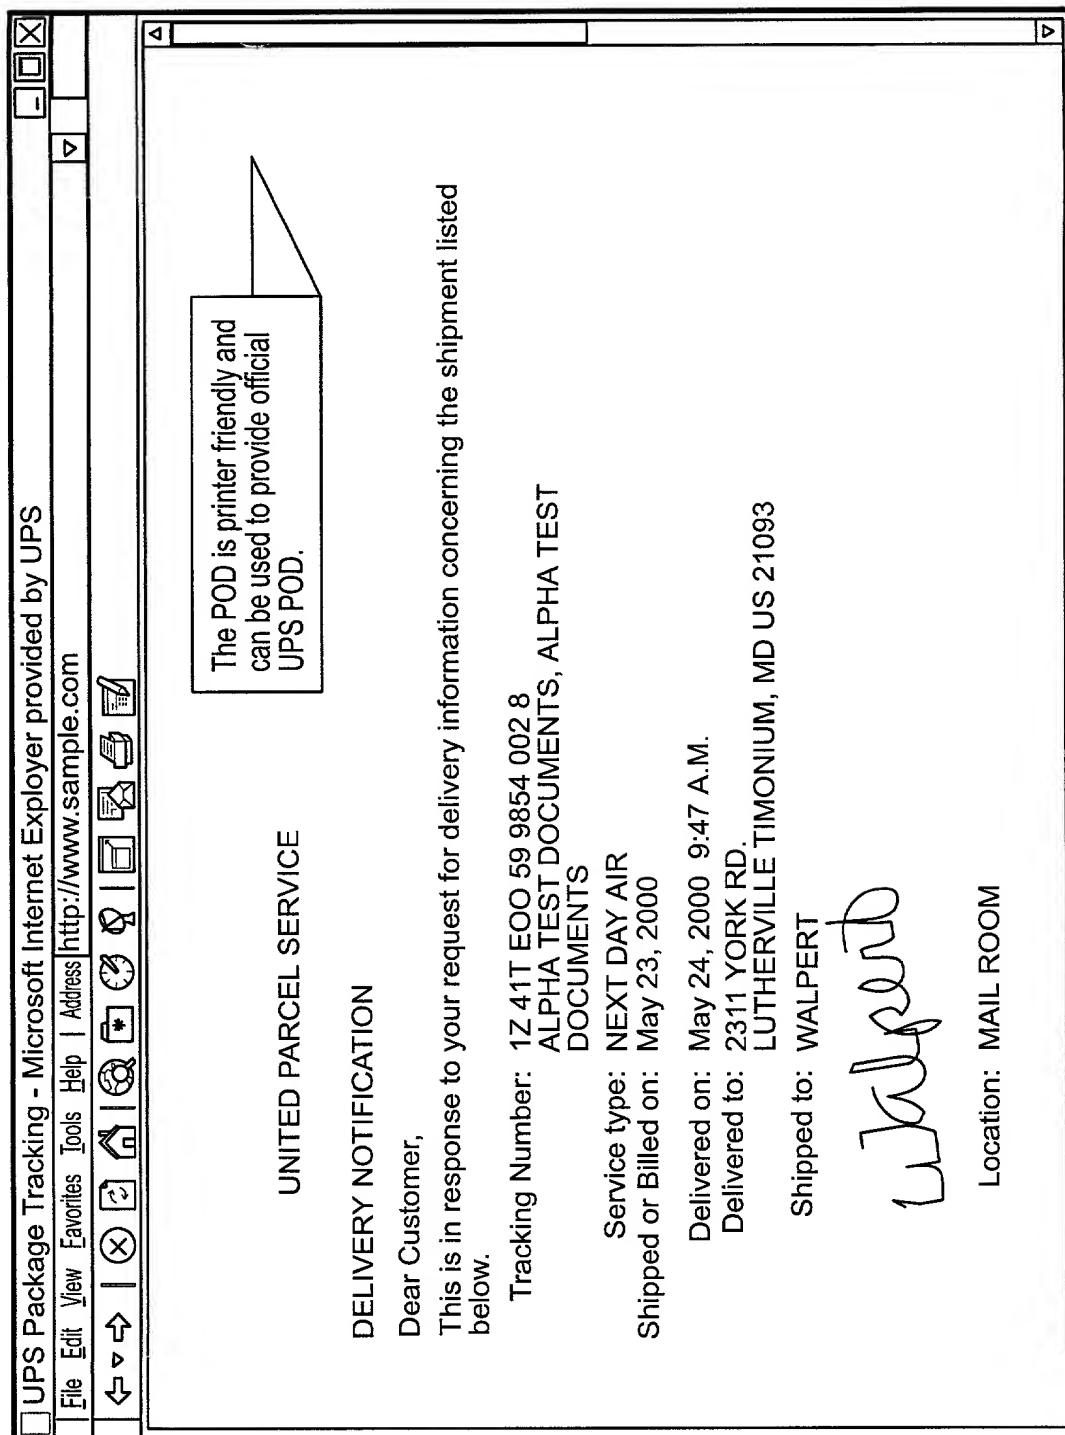 UPS Package Tracking - Microsoft Internet Exployer provided by UPS
File Edit View Favorites Tools Help | Address http://www.sample.com
The POD is printer friendly and
can be used to provide official
UPS POD.
UNITED PARCEL SERVICE
DELIVERY NOTIFICATION
Dear Customer,
This is in response to your request for delivery information concerning the shipment listed
below.
Tracking Number: 1Z 41T EOO 59 9854 002 8
ALPHA TEST DOCUMENTS, ALPHA TEST
DOCUMENTS
Service type: NEXT DAY AIR
Shipped or Billed on: May 23, 2000
Delivered on: May 24, 2000 9:47 A.M.
Delivered to: 2311 YORK RD.
LUTHERVILLE TIMONIUM, MD US 21093
Shipped to: WALPERT
Walpert
Location: MAIL ROOM